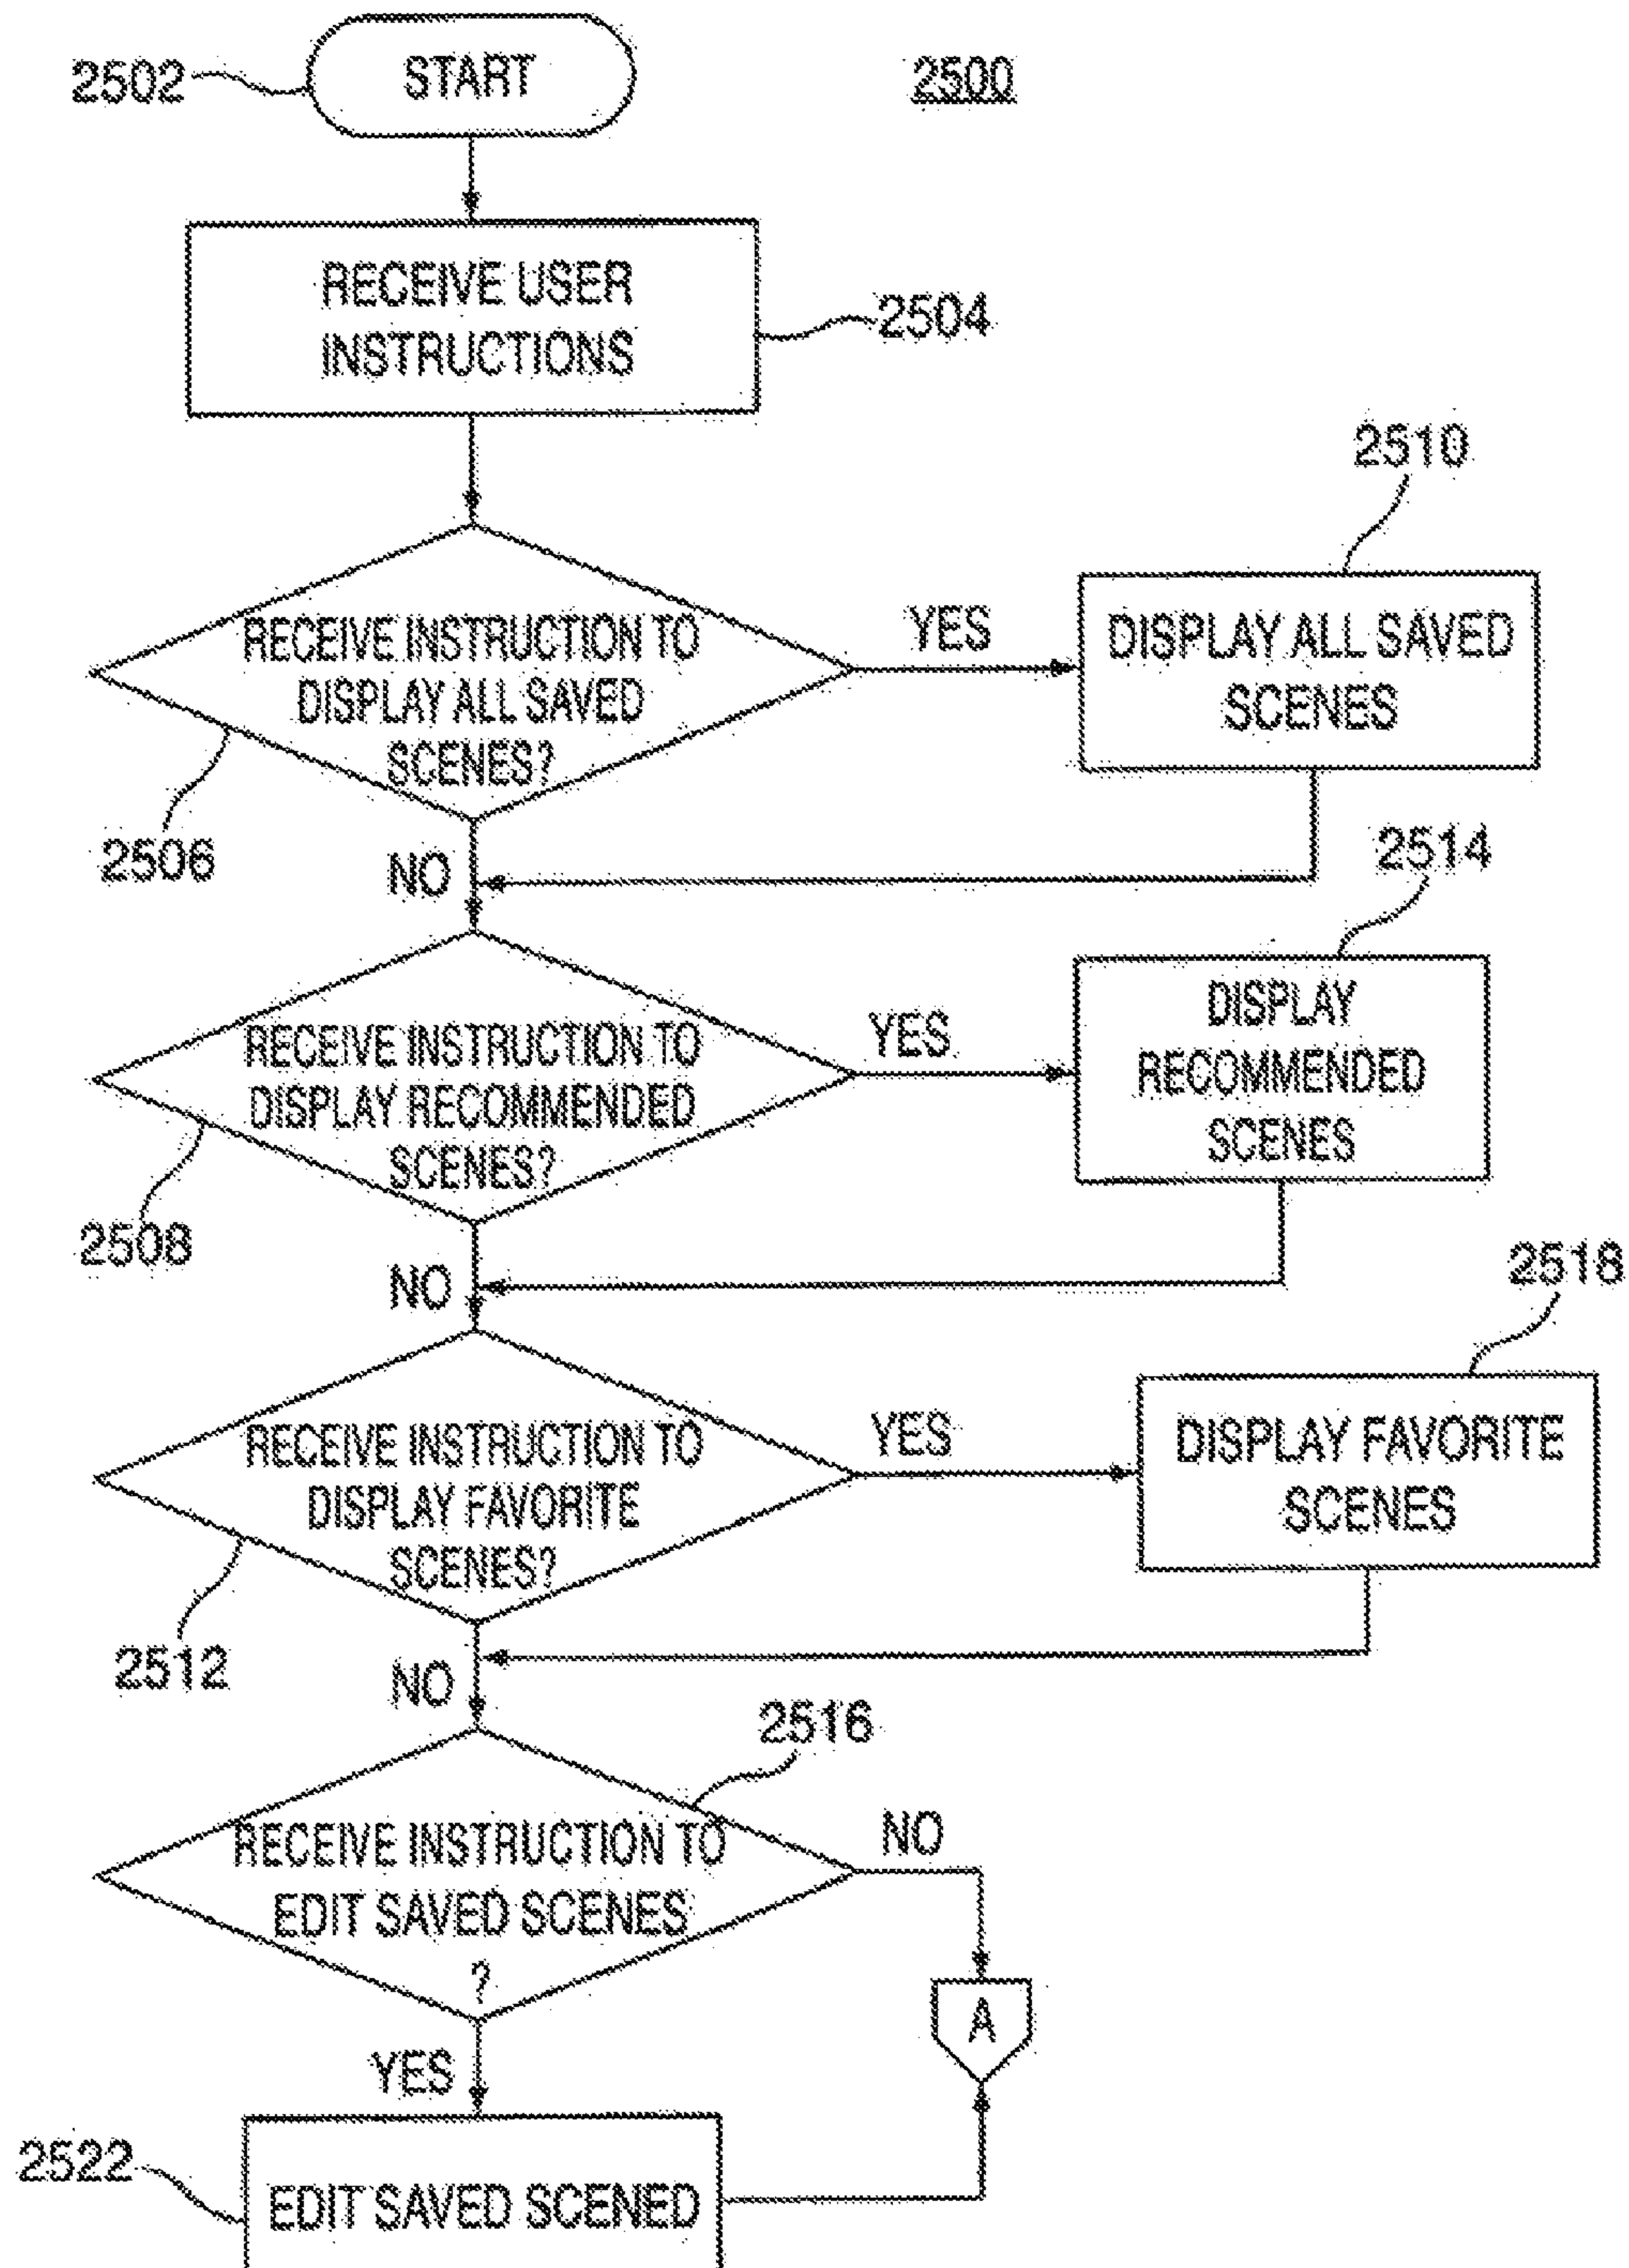 2502
START
2500
RECEIVE USER
INSTRUCTIONS
2504
2510
RECEIVE INSTRUCTION TO
DISPLAY ALL SAVED
SCENES?
YES
DISPLAY ALL SAVED
SCENES
2506
NO
2514
RECEIVE INSTRUCTION TO
DISPLAY RECOMMENDED
SCENES?
YES
DISPLAY
RECOMMENDED
SCENES
2508
NO
2518
RECEIVE INSTRUCTION TO
DISPLAY FAVORITE
SCENES?
YES
DISPLAY FAVORITE
SCENES
2512
NO
2516
RECEIVE INSTRUCTION TO
EDIT SAVED SCENES
?
NO
A
YES
2522
EDIT SAVED SCENED